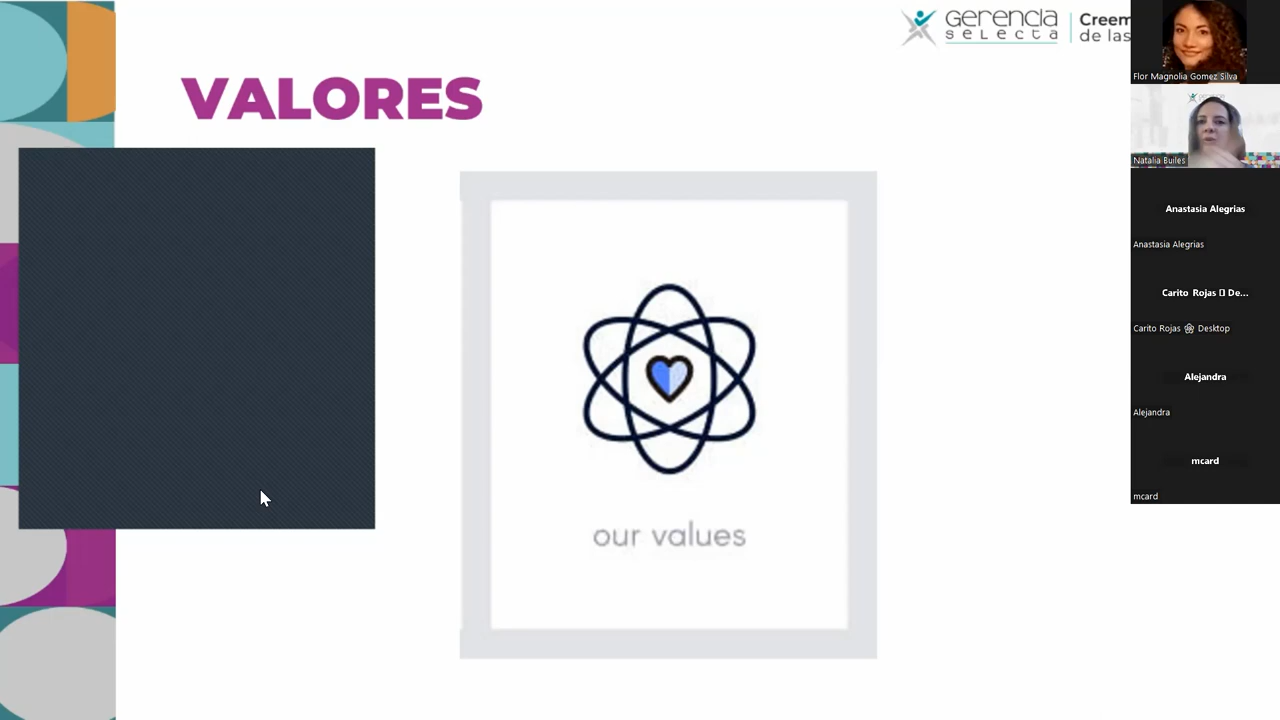 GERENCIA
SELECTA
Creem
de las
VALORES
our values
Flor Magnolia Gomez Silva
Natalia Builes
Anastasia Alegrias
Anastasia Alegrias
Carito Rojas ▯ De...
Carito Rojas 🏵 Desktop
Alejandra
Alejandra
mcard
mcard